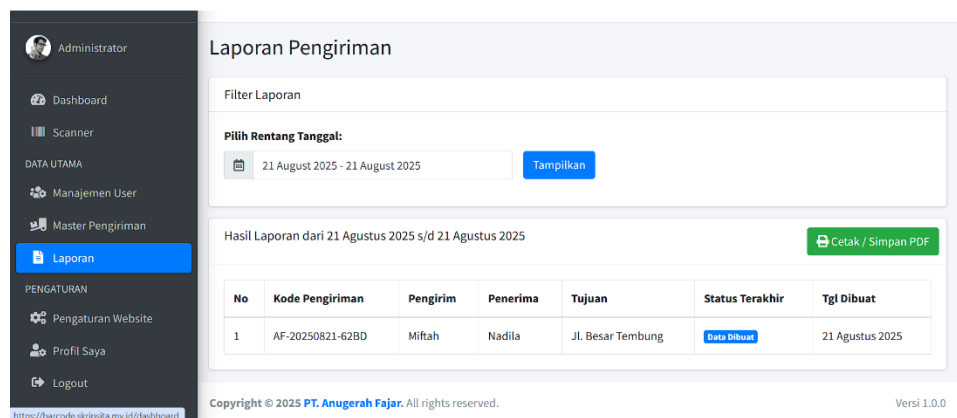 Administrator
Dashboard
Scanner
DATA UTAMA
Manajemen User
Master Pengiriman
Laporan
PENGATURAN
Pengaturan Website
Profil Saya
Logout
https://barcode.skripsita.my.id/dashboard
Laporan Pengiriman
Filter Laporan
Pilih Rentang Tanggal:
21 August 2025 - 21 August 2025 Tampilkan
Hasil Laporan dari 21 Agustus 2025 s/d 21 Agustus 2025 Cetak / Simpan PDF
No Kode Pengiriman Pengirim Penerima Tujuan Status Terakhir Tgl Dibuat
1 AF-20250821-62BD Miftah Nadila Jl. Besar Tembung Data Dibuat 21 Agustus 2025
Copyright © 2025 PT. Anugerah Fajar. All rights reserved. Versi 1.0.0